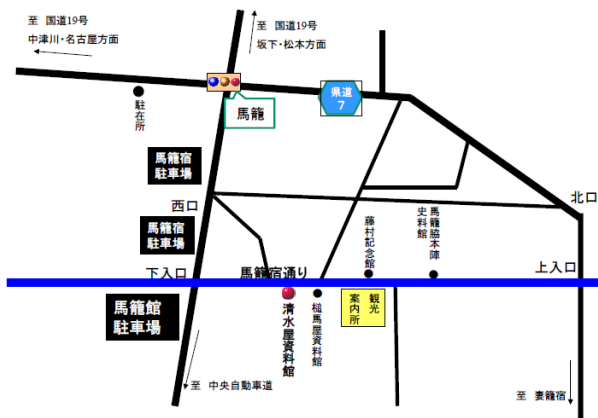 至 国道19号
中津川・名古屋方面
至 国道19号
坂下・松本方面
県道
7
馬籠
駐在所
馬籠宿
駐車場
西口
北口
馬籠宿
駐車場
藤村記念館
馬籠脇本陣
史料館
下入口
馬籠宿通り
上入口
馬籠館
駐車場
清水屋資料館
槌馬屋資料館
観光
案内所
至 中央自動車道
至 妻籠宿